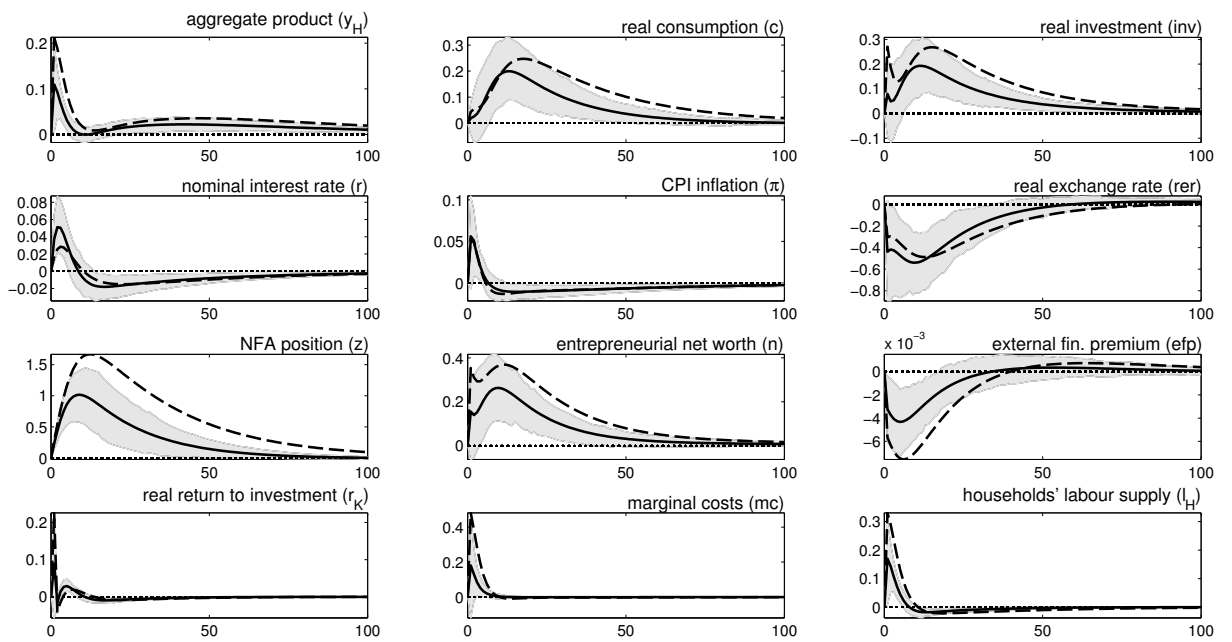 aggregate product (y_H)
0.2
0.1
0
0 50 100
real consumption (c)
0.3
0.2
0.1
0
0 50 100
real investment (inv)
0.3
0.2
0.1
0
−0.1
0 50 100
nominal interest rate (r)
0.08
0.06
0.04
0.02
0
−0.02
0 50 100
CPI inflation (π)
0.1
0.05
0
0 50 100
real exchange rate (rer)
0
−0.2
−0.4
−0.6
−0.8
0 50 100
NFA position (z)
1.5
1
0.5
0
0 50 100
entrepreneurial net worth (n)
0.4
0.2
0
0 50 100
x 10^−3 external fin. premium (efp)
0
−2
−4
−6
0 50 100
real return to investment (r_K)
0.2
0.1
0
0 50 100
marginal costs (mc)
0.4
0.2
0
0 50 100
households' labour supply (l_H)
0.3
0.2
0.1
0
0 50 100